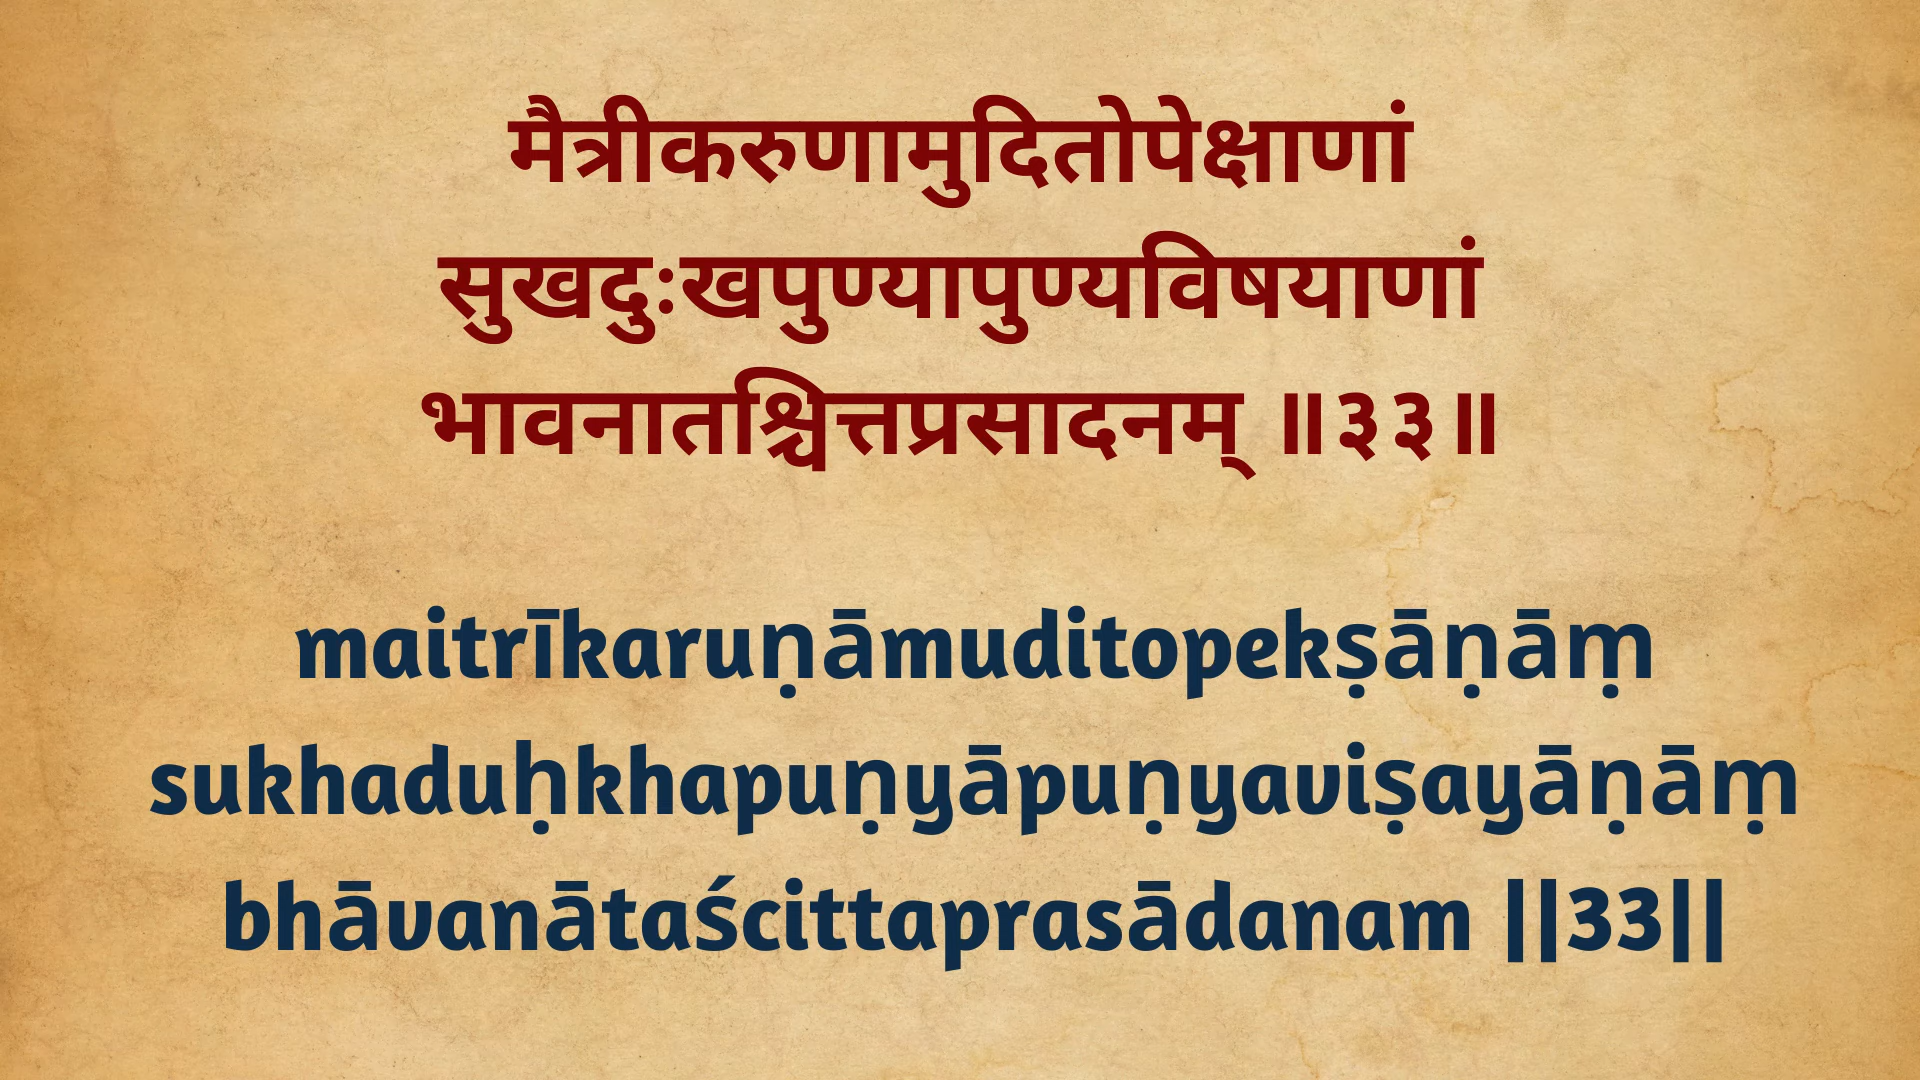 मैत्रीकरुणामुदितोपेक्षाणां
सुखदुःखपुण्यापुण्यविषयाणां
भावनातश्चित्तप्रसादनम् ॥३३॥
maitrīkaruṇāmuditopekṣāṇāṃ
sukhaduḥkhapuṇyāpuṇyaviṣayāṇāṃ
bhāvanātaścittaprasādanam ||33||